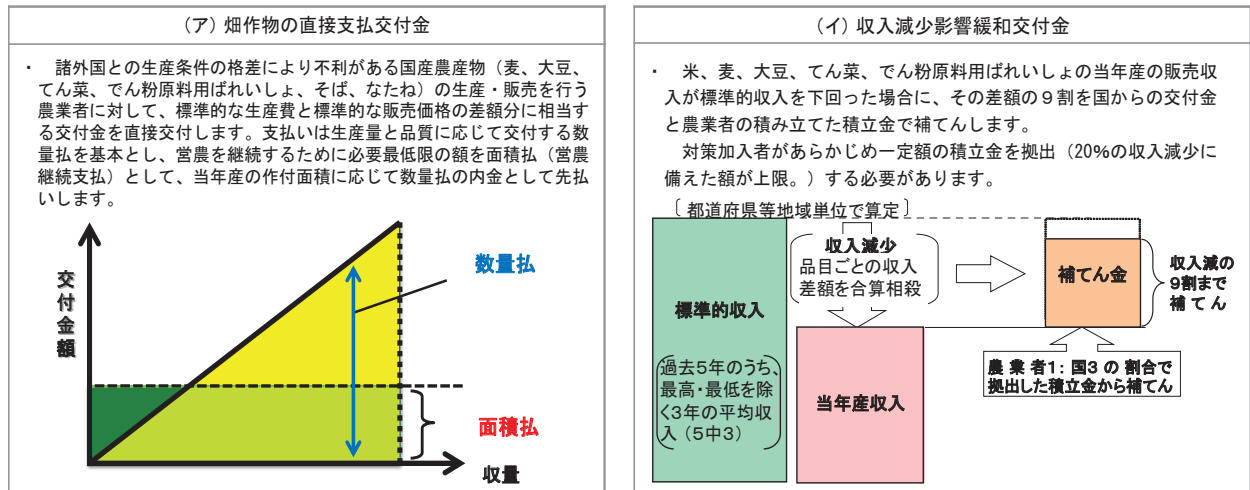 (ア) 畑作物の直接支払交付金
・ 諸外国との生産条件の格差により不利がある国産農産物（麦、大豆、
てん菜、でん粉原料用ばれいしょ、そば、なたね）の生産・販売を行う
農業者に対して、標準的な生産費と標準的な販売価格の差額分に相当す
る交付金を直接交付します。支払いは生産量と品質に応じて交付する数
量払を基本とし、営農を継続するために必要最低限の額を面積払（営農
継続支払）として、当年産の作付面積に応じて数量払の内金として先払
いします。
交付金額
数量払
面積払
収量
(イ) 収入減少影響緩和交付金
・ 米、麦、大豆、てん菜、でん粉原料用ばれいしょの当年産の販売収
入が標準的収入を下回った場合に、その差額の９割を国からの交付金
と農業者の積み立てた積立金で補てんします。
対策加入者があらかじめ一定額の積立金を拠出（20%の収入減少に
備えた額が上限。）する必要があります。
〔都道府県等地域単位で算定〕
収入減少
品目ごとの収入
差額を合算相殺
標準的収入
過去5年のうち、
最高・最低を除
く3年の平均収
入（5中3）
当年産収入
補てん金
収入減の
9割まで
補てん
農業者1：国3の割合で
拠出した積立金から補てん